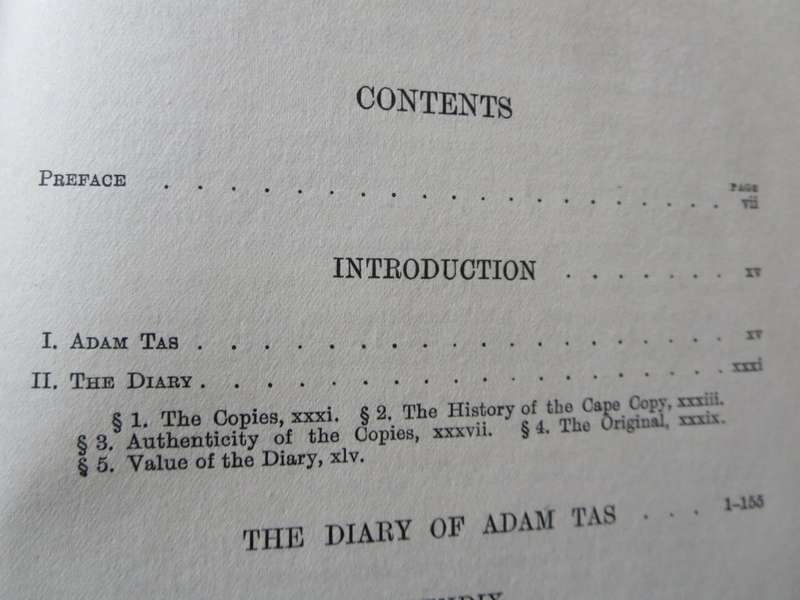 CONTENTS
PAGE
PREFACE . . . . . . . . . . . . . . . . . . vii
INTRODUCTION . . . . . . . xv
I. ADAM TAS . . . . . . . . . . . . . . . . . xv
II. THE DIARY . . . . . . . . . . . . . . . . . xxxi
§ 1. The Copies, xxxi. § 2. The History of the Cape Copy, xxxiii.
§ 3. Authenticity of the Copies, xxxvii. § 4. The Original, xxxix.
§ 5. Value of the Diary, xlv.
THE DIARY OF ADAM TAS . . . 1-155